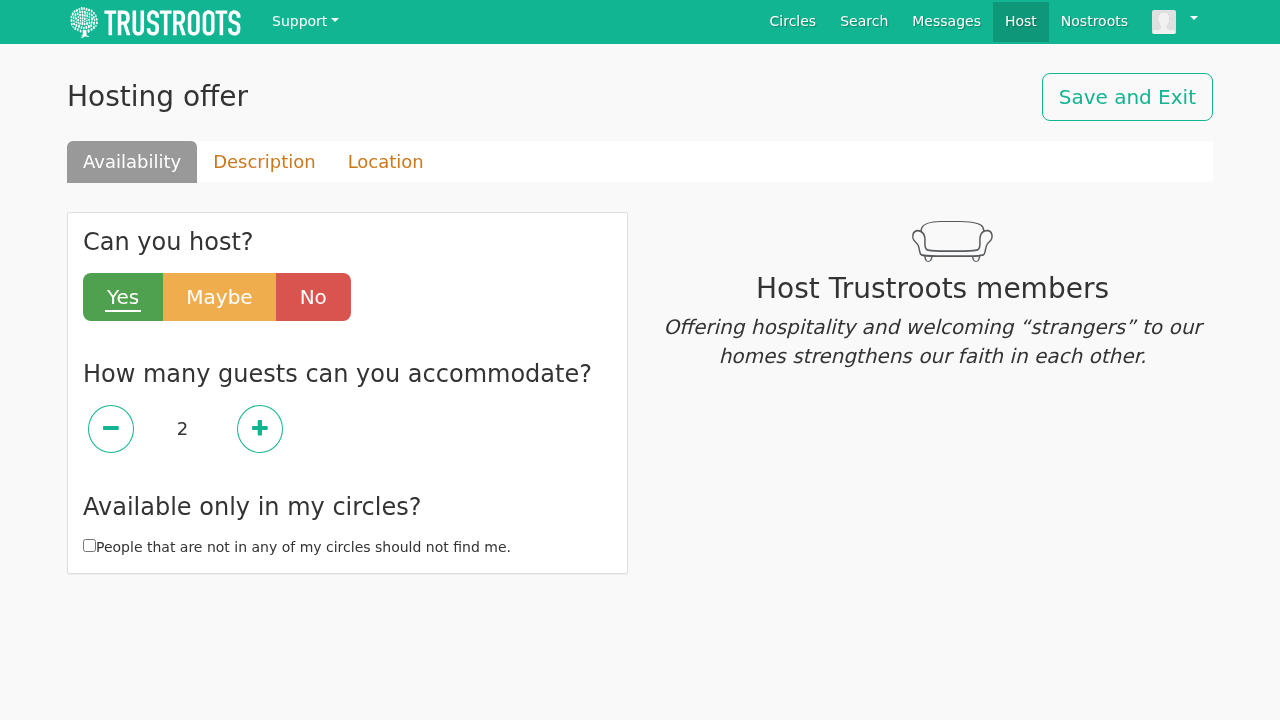 TRUSTROOTS
Support
Circles
Search
Messages
Host
Nostroots
Hosting offer
Save and Exit
Availability
Description
Location
Can you host?
Yes
Maybe
No
How many guests can you accommodate?
2
Available only in my circles?
People that are not in any of my circles should not find me.
Host Trustroots members
Offering hospitality and welcoming “strangers” to our
homes strengthens our faith in each other.